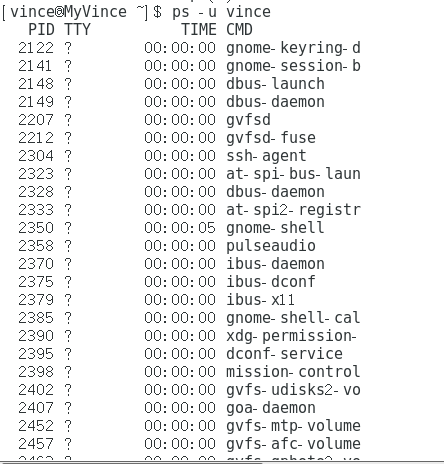 [vince@MyVince ~]$ ps -u vince
PID TTY TIME CMD
2122 ? 00:00:00 gnome-keyring-d
2141 ? 00:00:00 gnome-session-b
2148 ? 00:00:00 dbus-launch
2149 ? 00:00:00 dbus-daemon
2207 ? 00:00:00 gvfsd
2212 ? 00:00:00 gvfsd-fuse
2304 ? 00:00:00 ssh-agent
2323 ? 00:00:00 at-spi-bus-laun
2328 ? 00:00:00 dbus-daemon
2333 ? 00:00:00 at-spi2-registr
2350 ? 00:00:05 gnome-shell
2358 ? 00:00:00 pulseaudio
2370 ? 00:00:00 ibus-daemon
2375 ? 00:00:00 ibus-dconf
2379 ? 00:00:00 ibus-x11
2385 ? 00:00:00 gnome-shell-cal
2390 ? 00:00:00 xdg-permission-
2395 ? 00:00:00 dconf-service
2398 ? 00:00:00 mission-control
2402 ? 00:00:00 gvfs-udisks2-vo
2407 ? 00:00:00 goa-daemon
2452 ? 00:00:00 gvfs-mtp-volume
2457 ? 00:00:00 gvfs-afc-volume